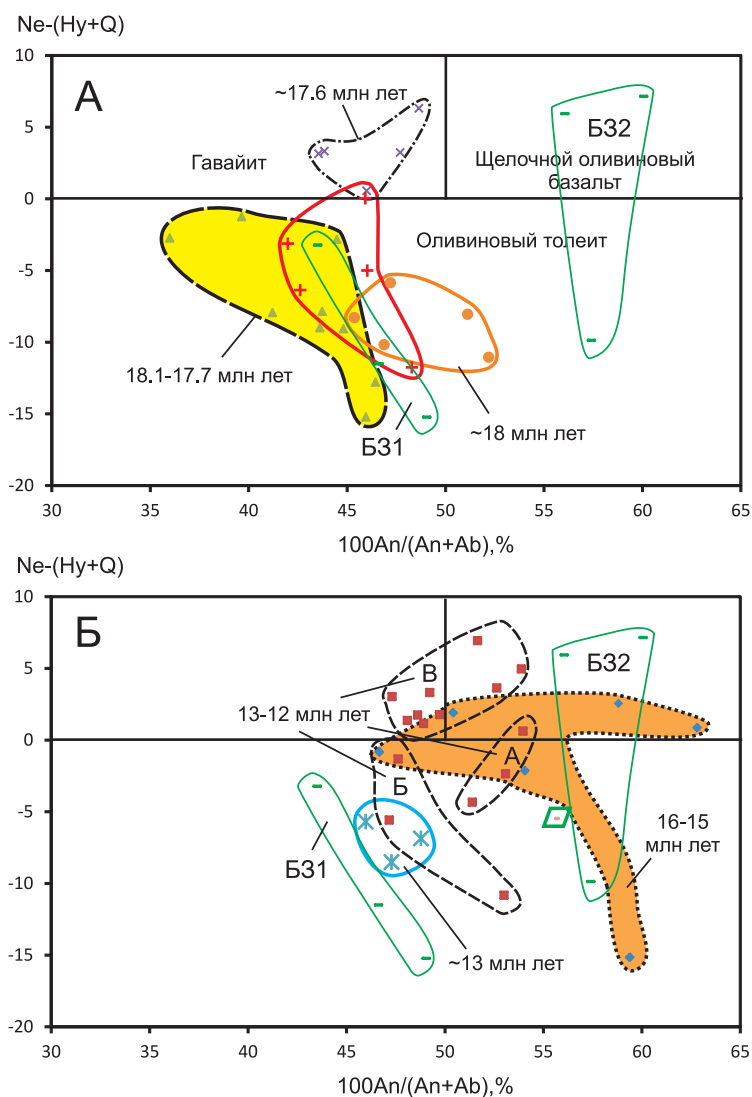 Ne-(Hy+Q)
10
А
~17.6 млн лет
Б32
5
Гавайит
Щелочной оливиновый
базальт
0
Оливиновый толеит
-5
-10
18.1-17.7 млн лет
-15
Б31
~18 млн лет
-20
30
35
40
45
50
55
60
65
100An/(An+Ab),%
Ne-(Hy+Q)
10
Б
В
Б32
5
13-12 млн лет
0
А
Б
-5
16-15
млн лет
Б31
-10
-15
~13 млн лет
-20
30
35
40
45
50
55
60
65
100An/(An+Ab),%